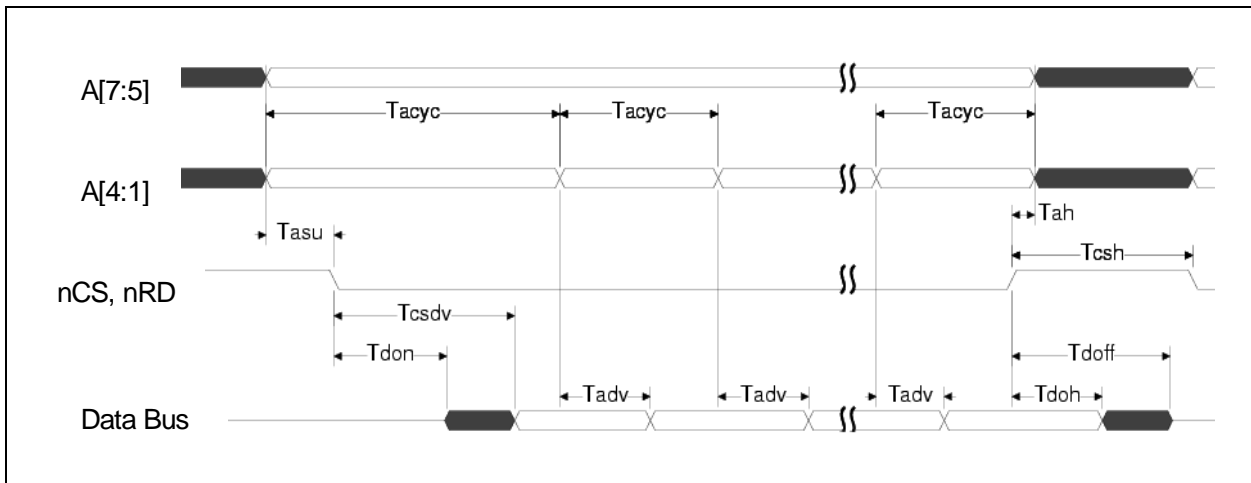 A[7:5]
Tacyc Tacyc Tacyc
A[4:1]
Tah
Tasu
Tcsh
nCS, nRD
Tcsdv
Tdon Tdoff
Tadv Tadv Tadv Tdoh
Data Bus